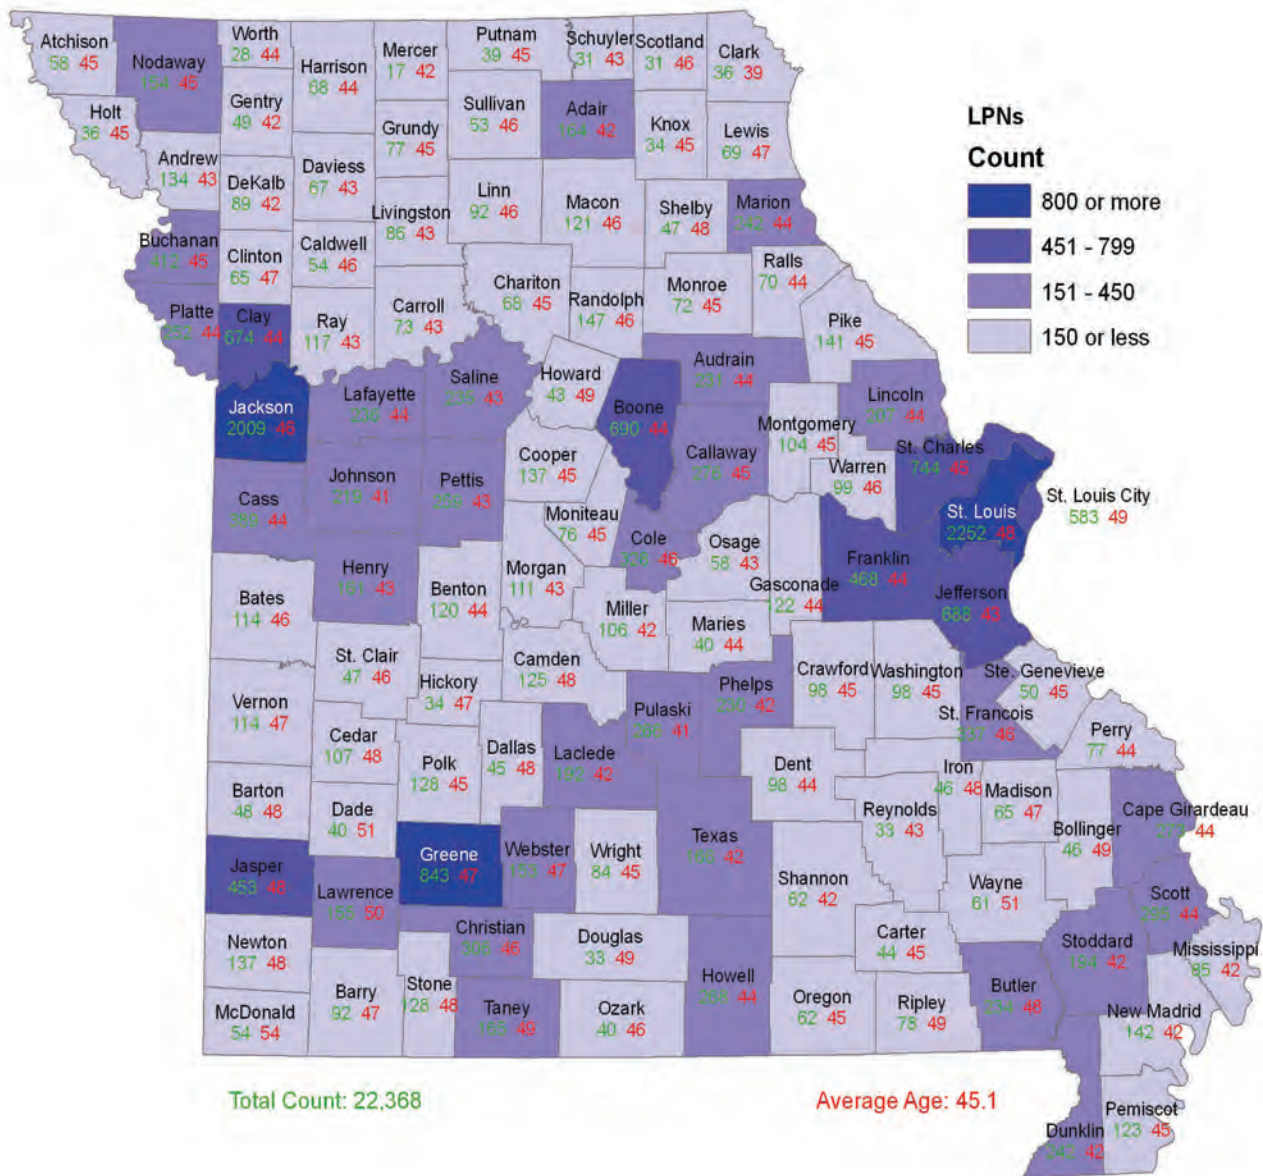 Atchison
58 45
Nodaway
154 45
Worth
28 44
Harrison
68 44
Mercer
17 42
Putnam
39 45
Schuyler
31 43
Scotland
31 46
Clark
36 39
Holt
36 45
Gentry
49 42
Sullivan
53 46
Adair
164 42
Knox
34 45
Lewis
69 47
Grundy
77 45
Andrew
134 43
DeKalb
89 42
Daviess
67 43
Livingston
86 43
Linn
92 46
Macon
121 46
Shelby
47 48
Marion
342 44
Buchanan
412 45
Clinton
65 47
Caldwell
54 46
Chariton
68 45
Randolph
147 46
Monroe
72 45
Ralls
70 44
Platte
44
Clay
674 44
Ray
117 43
Carroll
73 43
Pike
141 45
Jackson
2009 46
Lafayette
236 44
Saline
235 43
Howard
43 49
Boone
690 44
Audrain
231 44
Lincoln
207 44
Montgomery
104 45
Callaway
45
Cooper
137 45
Warren
99 46
St. Charles
744 45
St. Louis City
583 49
St. Louis
2262 48
Cass
389 44
Johnson
219 41
Pettis
43
Moniteau
76 45
Cole
46
Osage
58 43
Franklin
468 44
Gasconade
44
Jefferson
43
Henry
161 43
Benton
120 44
Morgan
111 43
Miller
106 42
Maries
40 44
Bates
114 46
St. Clair
47 46
Hickory
34 47
Camden
125 48
Crawford
98 45
Washington
98 45
Ste. Genevieve
50 45
Phelps
230 42
Pulaski
41
St. Francois
337 46
Perry
77 44
Vernon
114 47
Cedar
107 48
Polk
128 45
Dallas
45 48
Laclede
192 42
Dent
98 44
Iron
46 48
Madison
65 47
Barton
48 48
Dade
40 51
Reynolds
33 43
Bollinger
46 49
Cape Girardeau
44
Jasper
453 48
Greene
843 47
Webster
47
Wright
84 45
Texas
42
Shannon
62 42
Wayne
61 51
Scott
44
Lawrence
155 50
Christian
306 46
Douglas
33 49
Carter
44 45
Stoddard
194 42
Mississippi
85 42
Newton
137 48
Stone
128 48
Barry
92 47
Howell
44
Butler
McDonald
54 54
Taney
49
Ozark
40 46
Oregon
62 45
Ripley
78 49
New Madrid
142 42
Dunklin
242 42
Pemiscot
123 45
LPNs
Count
800 or more
451 - 799
151 - 450
150 or less
Total Count: 22,368
Average Age: 45.1